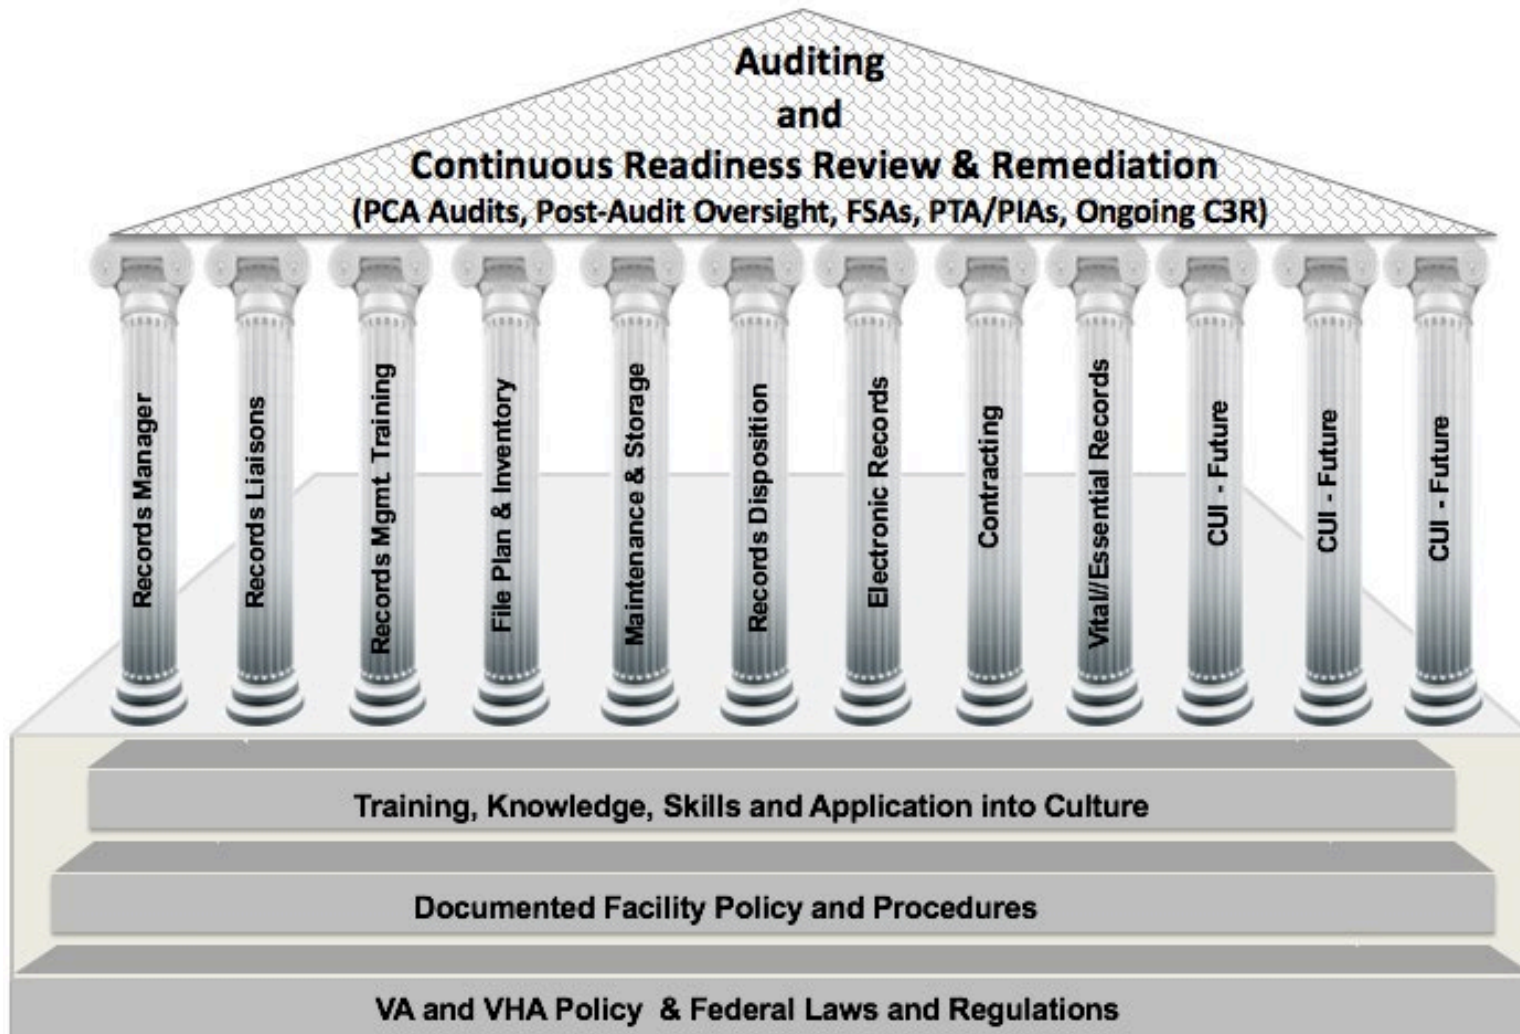 Auditing
and
Continuous Readiness Review & Remediation
(PCA Audits, Post-Audit Oversight, FSAs, PTA/PIAs, Ongoing C3R)
Records Manager
Records Liaisons
Records Mgmt. Training
File Plan & Inventory
Maintenance & Storage
Records Disposition
Electronic Records
Contracting
Vital//Essential Records
CUI - Future
CUI - Future
CUI - Future
Training, Knowledge, Skills and Application into Culture
Documented Facility Policy and Procedures
VA and VHA Policy & Federal Laws and Regulations